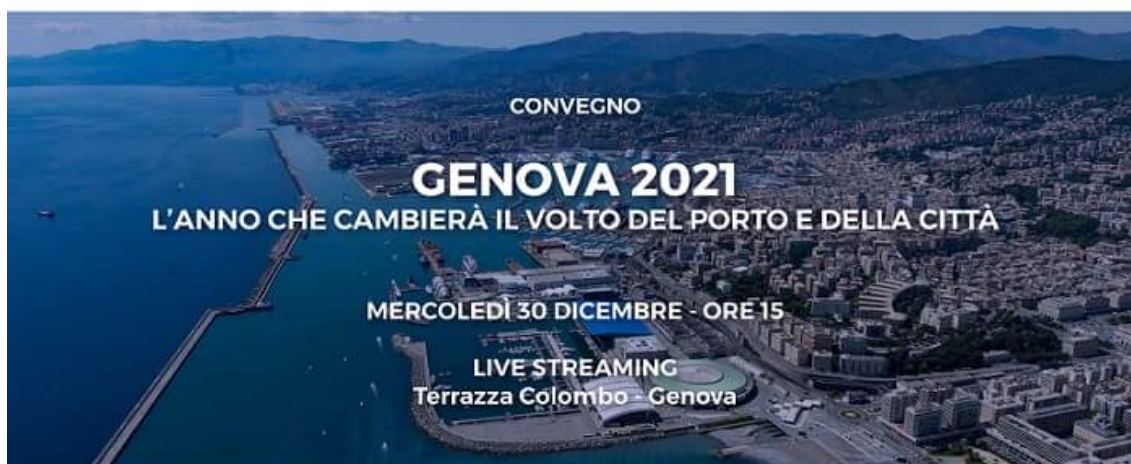 CONVEGNO
GENOVA 2021
L'ANNO CHE CAMBIERÀ IL VOLTO DEL PORTO E DELLA CITTÀ
MERCOLEDÌ 30 DICEMBRE - ORE 15
LIVE STREAMING
Terrazza Colombo - Genova